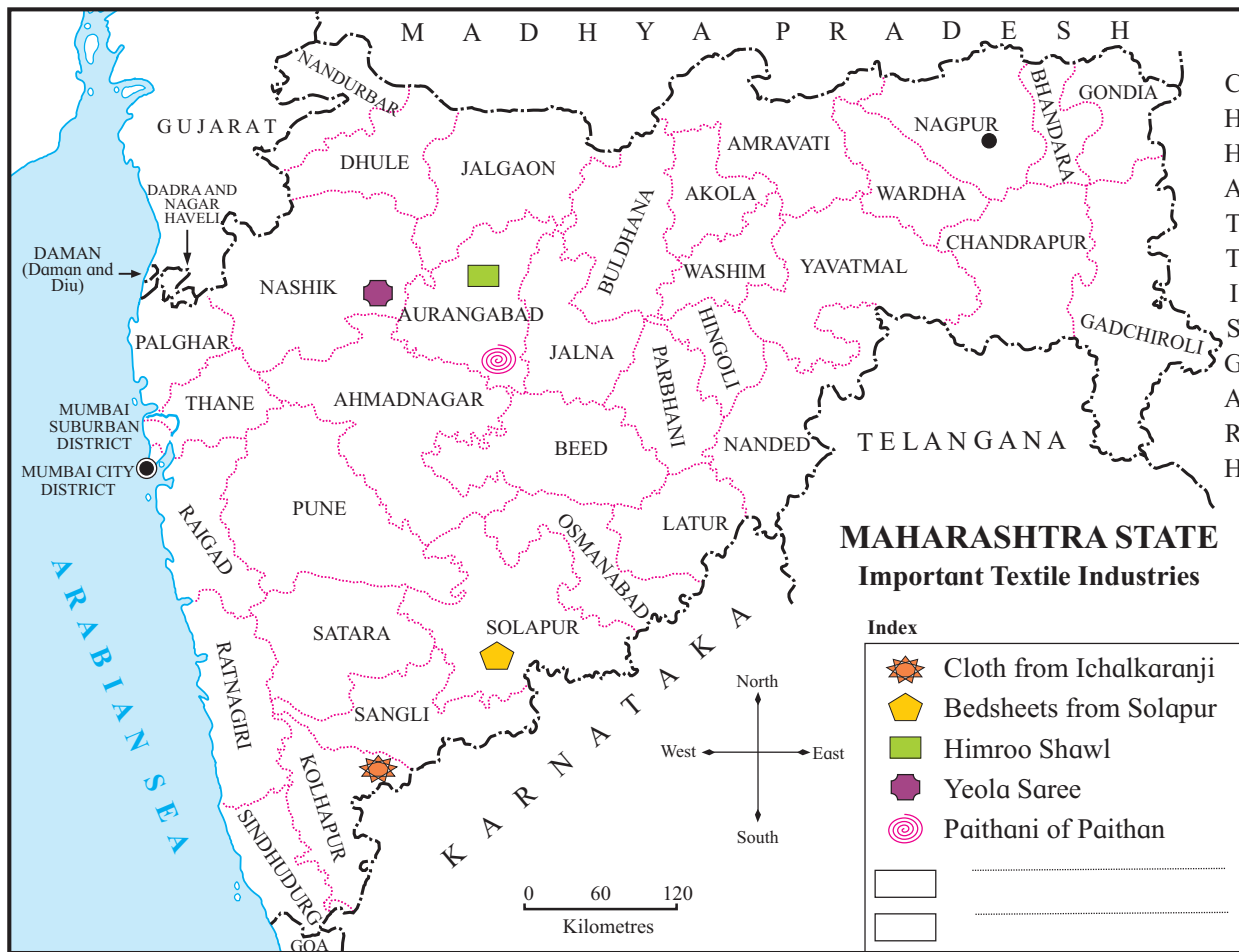 M A D H Y A P R A D E S H
NANDURBAR
GUJARAT
DHULE
JALGAON
BULDHANA
AKOLA
AMRAVATI
NAGPUR
WARDHA
BHANDARA
GONDIA
C H H A T T I S G A R H
DADRA AND
NAGAR
HAVELI
DAMAN
(Daman and
Diu)
NASHIK
AURANGABAD
JALNA
WASHIM
HINGOLI
PARBHANI
YAVATMAL
CHANDRAPUR
GADCHIROLI
PALGHAR
THANE
AHMADNAGAR
BEED
NANDED
TELANGANA
MUMBAI
SUBURBAN
DISTRICT
MUMBAI CITY
DISTRICT
RAIGAD
PUNE
OSMANABAD
LATUR
ARABIAN SEA
RATNAGIRI
SATARA
SOLAPUR
SANGLI
KOLHAPUR
SINDHUDURG
GOA
KARNATAKA
MAHARASHTRA STATE
Important Textile Industries
Index
Cloth from Ichalkaranji
Bedsheets from Solapur
Himroo Shawl
Yeola Saree
Paithani of Paithan
North
West
East
South
0 60 120
Kilometres